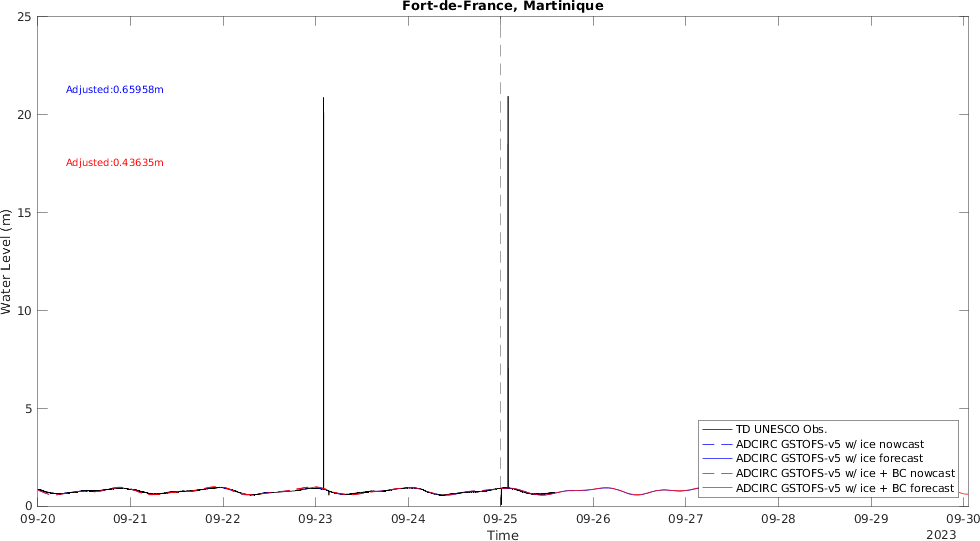 Fort-de-France, Martinique
25
20
15
10
5
0
Water Level (m)
Adjusted:0.65958m
Adjusted:0.43635m
TD UNESCO Obs.
ADCIRC GSTOFS-v5 w/ ice nowcast
ADCIRC GSTOFS-v5 w/ ice forecast
ADCIRC GSTOFS-v5 w/ ice + BC nowcast
ADCIRC GSTOFS-v5 w/ ice + BC forecast
09-20 09-21 09-22 09-23 09-24 09-25 09-26 09-27 09-28 09-29 09-30
Time
2023